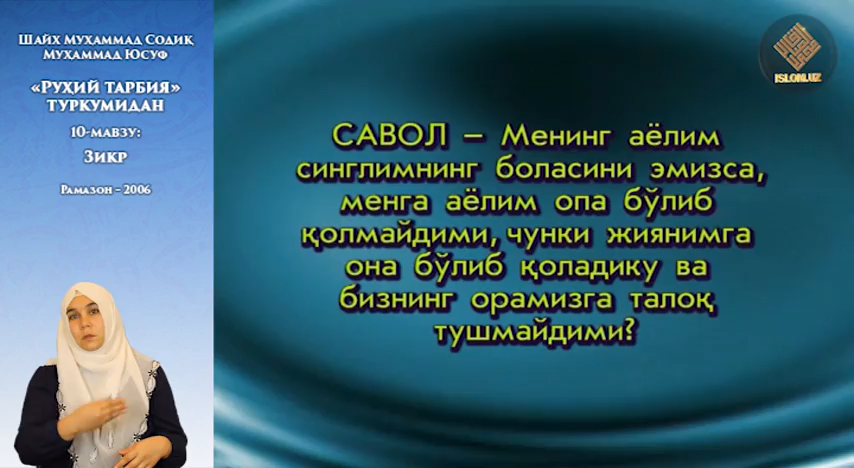 Шайх Муҳаммад Содиқ
Муҳаммад Юсуф
«Руҳий тарбия»
туркумидан
10-мавзу:
Зикр
Рамазон - 2006
ISLOM.UZ
САВОЛ – Менинг аёлим
синглимнинг боласини эмизса,
менга аёлим опа бўлиб
қолмайдими, чунки жиянимга
она бўлиб қоладику ва
бизнинг орамизга талоқ
тушмайдими?